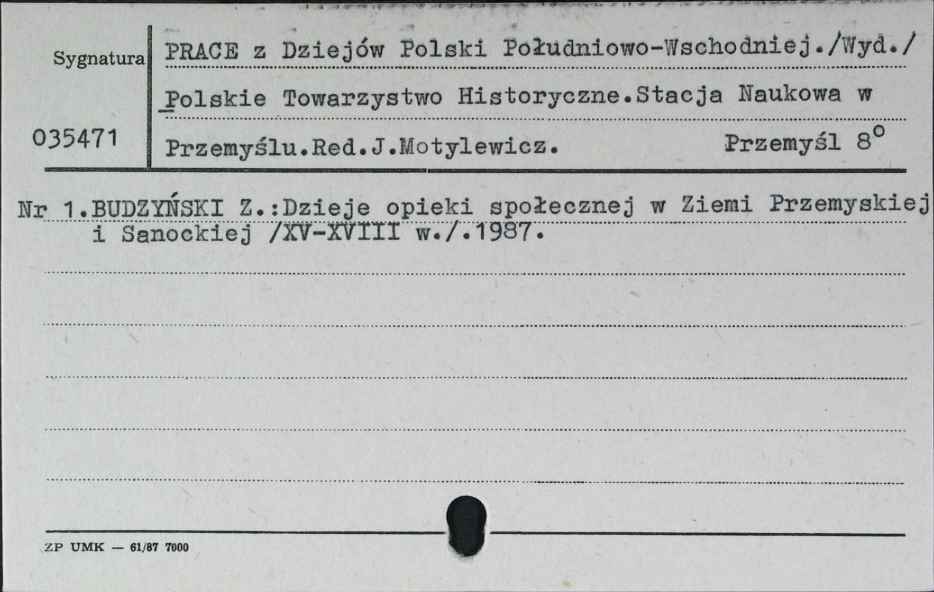 Sygnatura
PRACE z Dziejów Polski Południowo-Wschodniej./Wyd./
Polskie Towarzystwo Historyczne.Stacja Naukowa w
035471
Przemyślu.Red.J.Motylewicz. Przemyśl 8°
Nr 1.BUDZYŃSKI Z.:Dzieje opieki społecznej w Ziemi Przemyskiej
i Sanockiej /XV-XVIII w./.1987.
ZP UMK — 61/87 7000